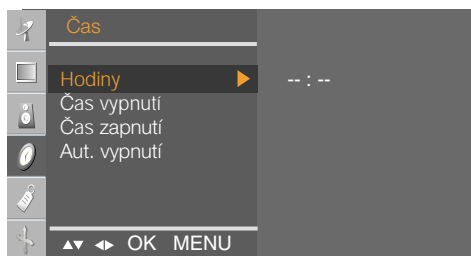 Čas
Hodiny -- : --
Čas vypnutí
Čas zapnutí
Aut. vypnutí
OK MENU